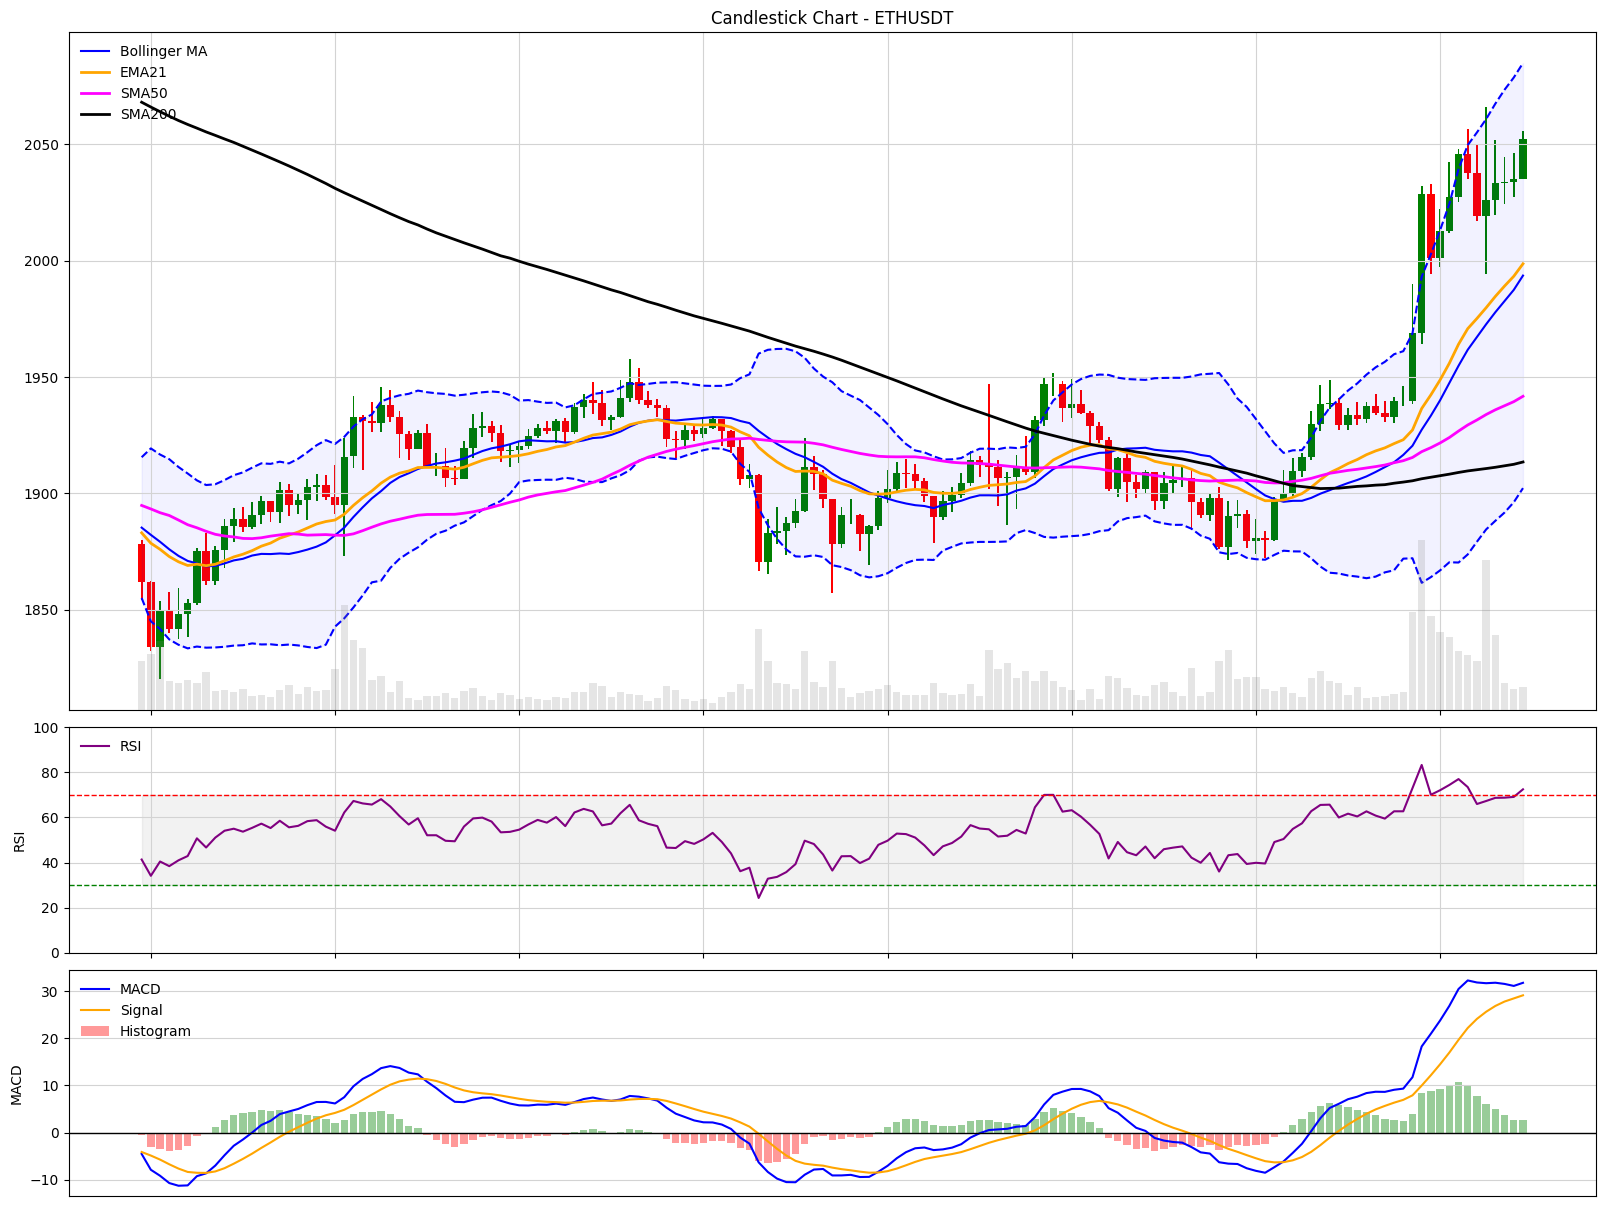 Candlestick Chart - ETHUSDT
Bollinger MA
EMA21
SMA50
SMA200
2050
2000
1950
1900
1850
RSI
100
80
60
40
20
0
RSI
MACD
Signal
Histogram
30
20
10
0
−10
MACD